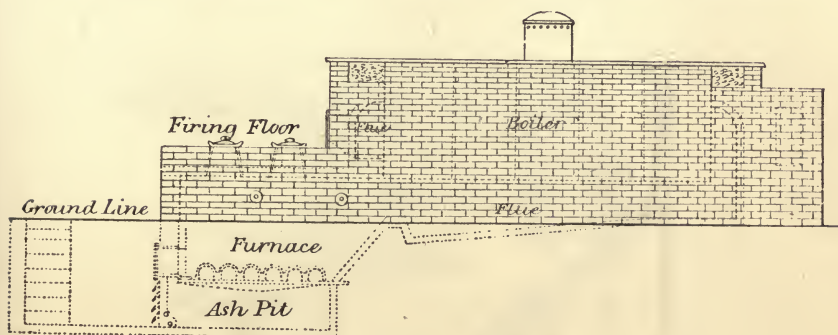 Firing Floor
Flue
Boiler
Ground Line
Flue
Furnace
Ash Pit